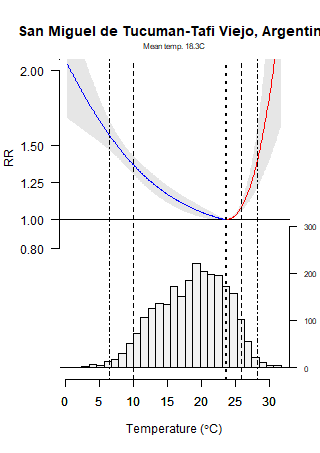 San Miguel de Tucuman-Tafi Viejo, Argentin
Mean temp. 18.3C
RR
2.00
1.50
1.25
1.00
0.80
300
200
100
0
0 5 10 15 20 25 30
Temperature (°C)